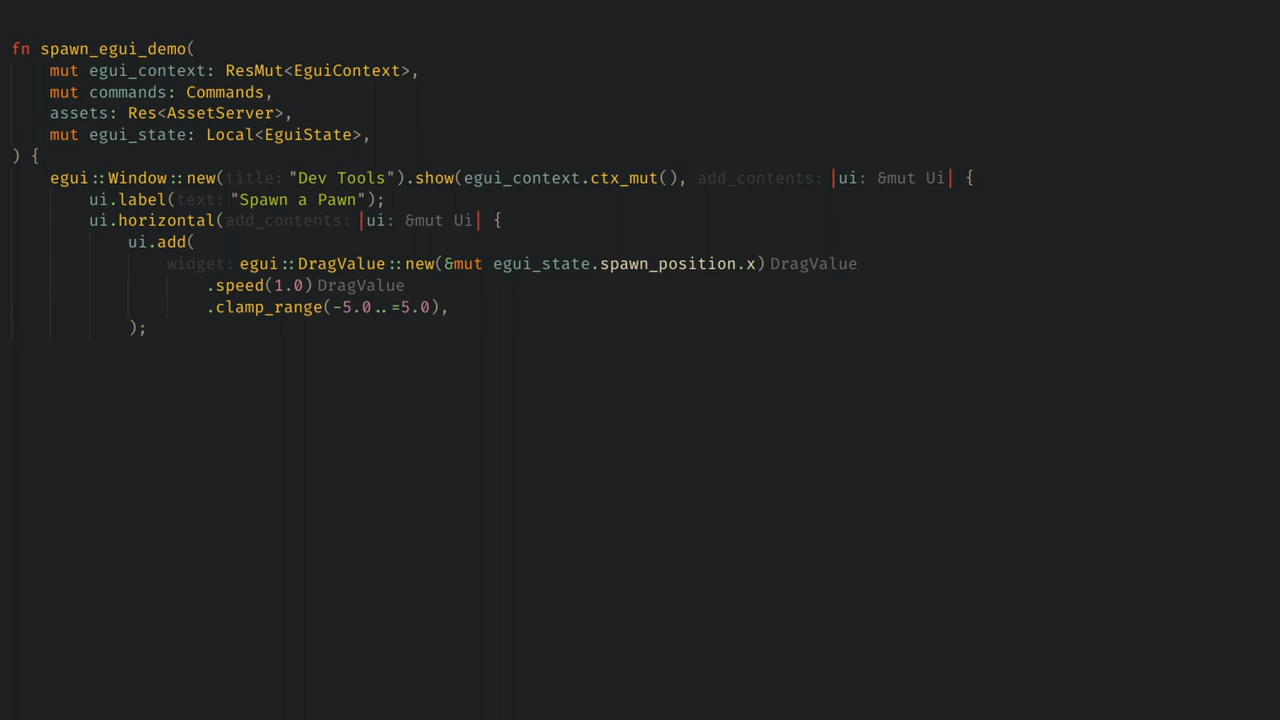 fn spawn_egui_demo(
    mut egui_context: ResMut<EguiContext>,
    mut commands: Commands,
    assets: Res<AssetServer>,
    mut egui_state: Local<EguiState>,
) {
    egui::Window::new(title: "Dev Tools").show(egui_context.ctx_mut(), add_contents: |ui: &mut Ui| {
        ui.label(text: "Spawn a Pawn");
        ui.horizontal(add_contents: |ui: &mut Ui| {
            ui.add(
                widget: egui::DragValue::new(&mut egui_state.spawn_position.x) DragValue
                    .speed(1.0) DragValue
                    .clamp_range(-5.0..=5.0),
            );